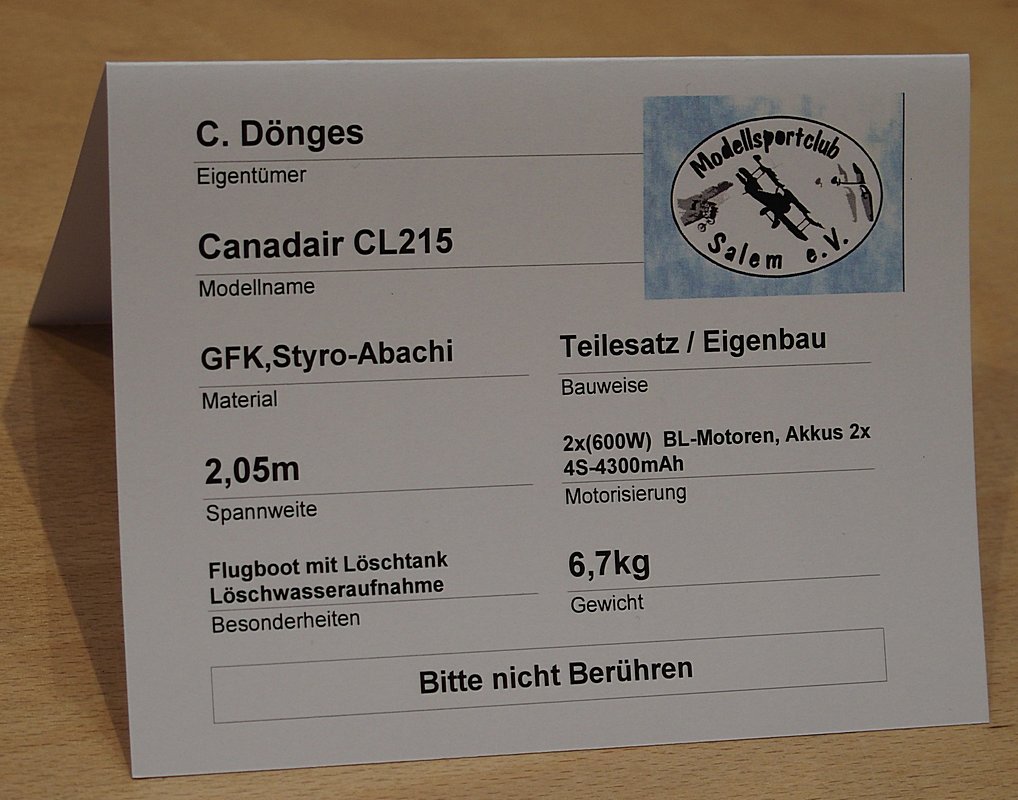 C. Dönges
Eigentümer
Modellsportclub
Salem e.V.
Canadair CL215
Modellname
GFK,Styro-Abachi
Material
Teilesatz / Eigenbau
Bauweise
2,05m
Spannweite
2x(600W) BL-Motoren, Akkus 2x
4S-4300mAh
Motorisierung
Flugboot mit Löschtank
Löschwasseraufnahme
Besonderheiten
6,7kg
Gewicht
Bitte nicht Berühren